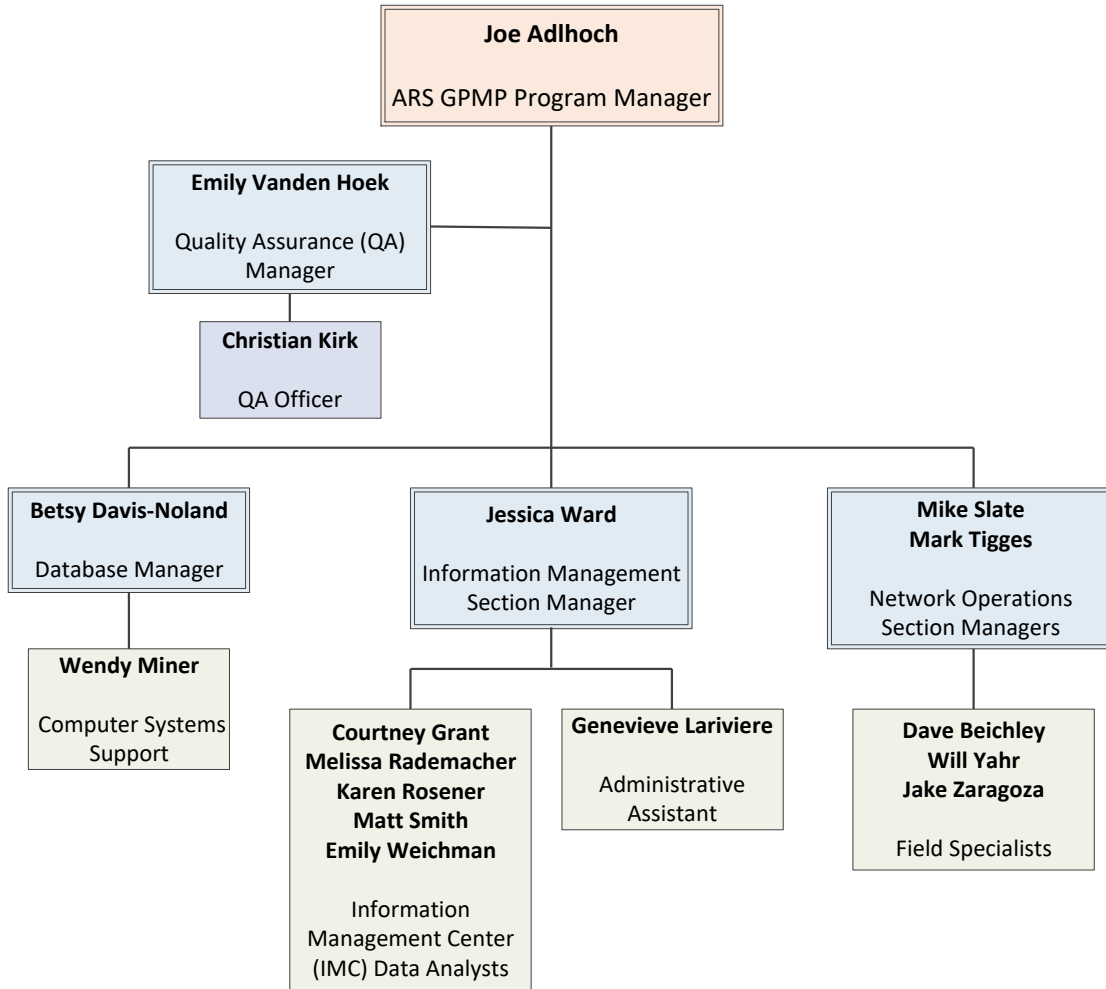 Joe Adlhoch
ARS GPMP Program Manager
Emily Vanden Hoek
Quality Assurance (QA)
Manager
Christian Kirk
QA Officer
Betsy Davis-Noland
Database Manager
Jessica Ward
Information Management
Section Manager
Mike Slate
Mark Tigges
Network Operations
Section Managers
Wendy Miner
Computer Systems
Support
Courtney Grant
Melissa Rademacher
Karen Rosener
Matt Smith
Emily Weichman
Information
Management Center
(IMC) Data Analysts
Genevieve Lariviere
Administrative
Assistant
Dave Beichley
Will Yahr
Jake Zaragoza
Field Specialists